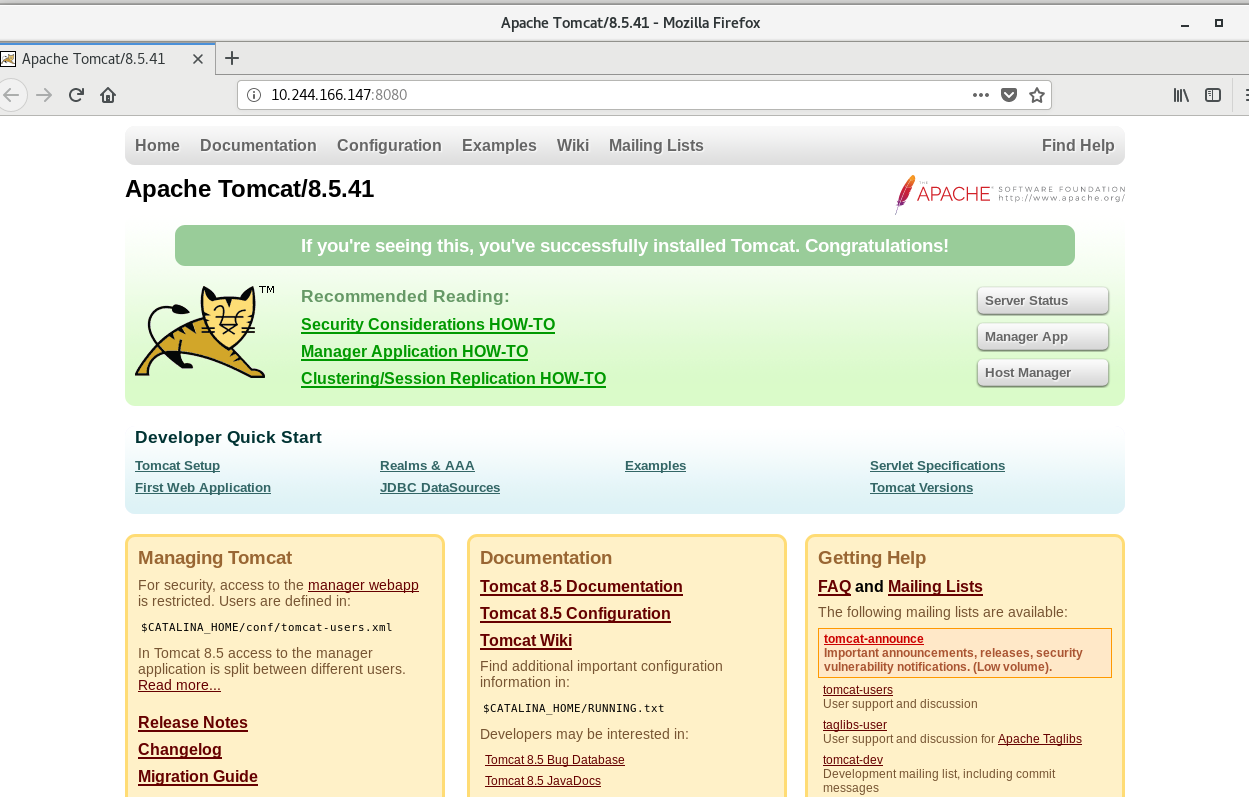 Apache Tomcat/8.5.41 - Mozilla Firefox
Apache Tomcat/8.5.41
10.244.166.147:8080
Home Documentation Configuration Examples Wiki Mailing Lists Find Help
Apache Tomcat/8.5.41
THE APACHE SOFTWARE FOUNDATION
http://www.apache.org/
If you're seeing this, you've successfully installed Tomcat. Congratulations!
TM
Recommended Reading:
Security Considerations HOW-TO
Manager Application HOW-TO
Clustering/Session Replication HOW-TO
Server Status
Manager App
Host Manager
Developer Quick Start
Tomcat Setup
First Web Application
Realms & AAA
JDBC DataSources
Examples
Servlet Specifications
Tomcat Versions
Managing Tomcat
For security, access to the manager webapp
is restricted. Users are defined in:
$CATALINA_HOME/conf/tomcat-users.xml
In Tomcat 8.5 access to the manager
application is split between different users.
Read more...
Release Notes
Changelog
Migration Guide
Documentation
Tomcat 8.5 Documentation
Tomcat 8.5 Configuration
Tomcat Wiki
Find additional important configuration
information in:
$CATALINA_HOME/RUNNING.txt
Developers may be interested in:
Tomcat 8.5 Bug Database
Tomcat 8.5 JavaDocs
Getting Help
FAQ and Mailing Lists
The following mailing lists are available:
tomcat-announce
Important announcements, releases, security
vulnerability notifications. (Low volume).
tomcat-users
User support and discussion
taglibs-user
User support and discussion for Apache Taglibs
tomcat-dev
Development mailing list, including commit
messages